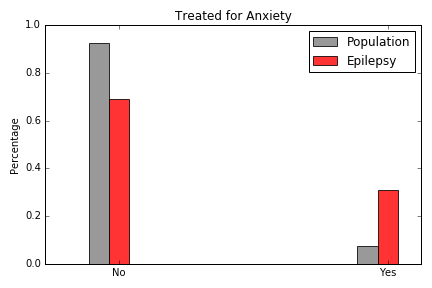 Treated for Anxiety
Population
Epilepsy
Percentage
1.0
0.8
0.6
0.4
0.2
0.0
No Yes